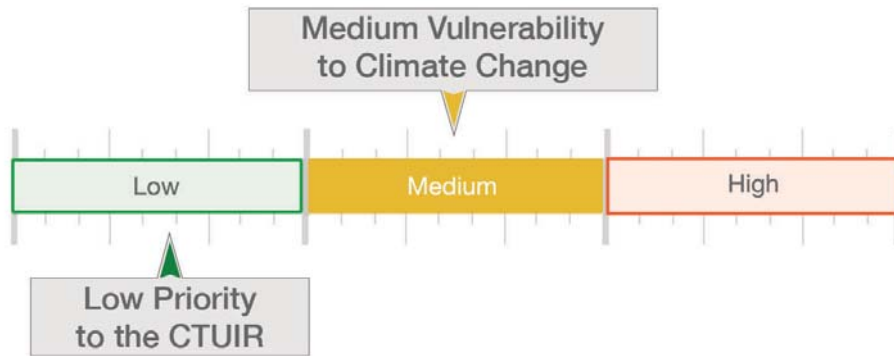 Medium Vulnerability
to Climate Change
Low
Medium
High
Low Priority
to the CTUIR